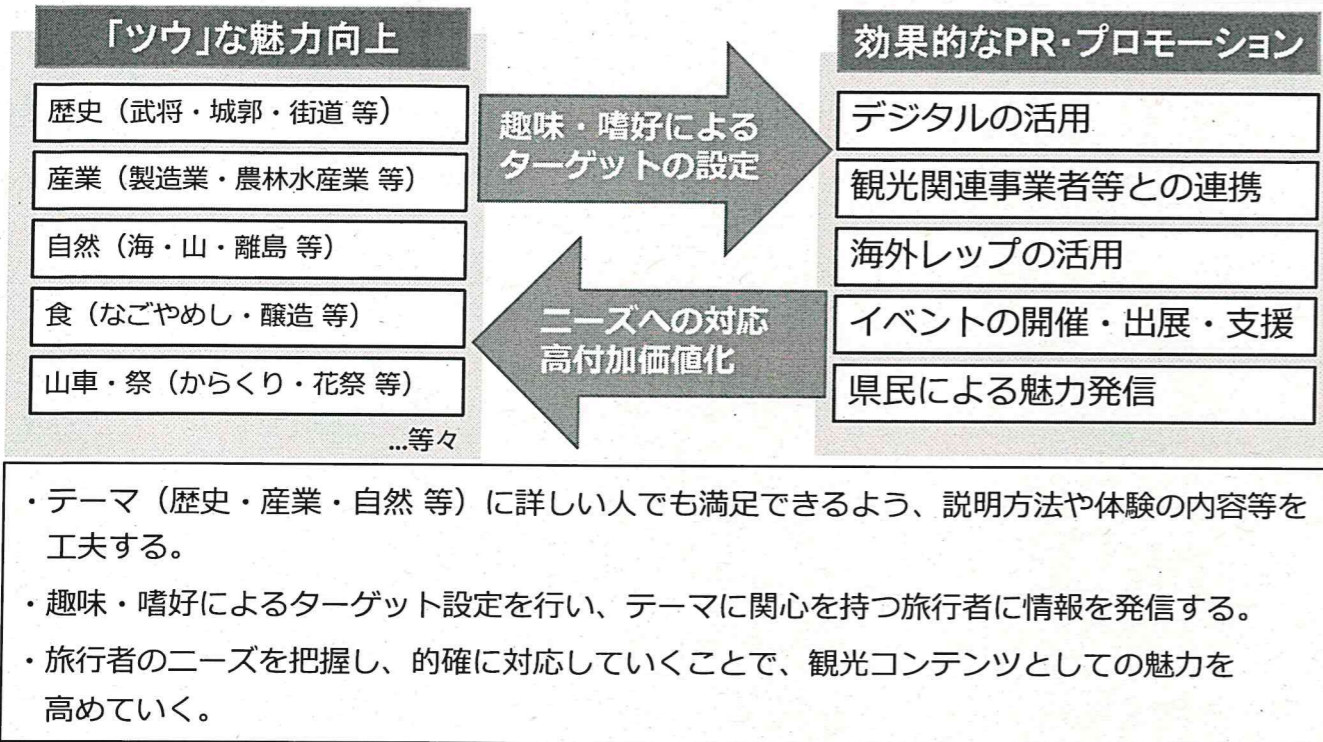 「ツウ」な魅力向上
歴史（武将・城郭・街道 等）
産業（製造業・農林水産業 等）
自然（海・山・離島 等）
食（なごやめし・醸造 等）
山車・祭（からくり・花祭 等）
...等々
趣味・嗜好による
ターゲットの設定
ニーズへの対応
高付加価値化
効果的なPR・プロモーション
デジタルの活用
観光関連事業者等との連携
海外レップの活用
イベントの開催・出展・支援
県民による魅力発信
・テーマ（歴史・産業・自然 等）に詳しい人でも満足できるよう、説明方法や体験の内容等を
工夫する。
・趣味・嗜好によるターゲット設定を行い、テーマに関心を持つ旅行者に情報を発信する。
・旅行者のニーズを把握し、的確に対応していくことで、観光コンテンツとしての魅力を
高めていく。